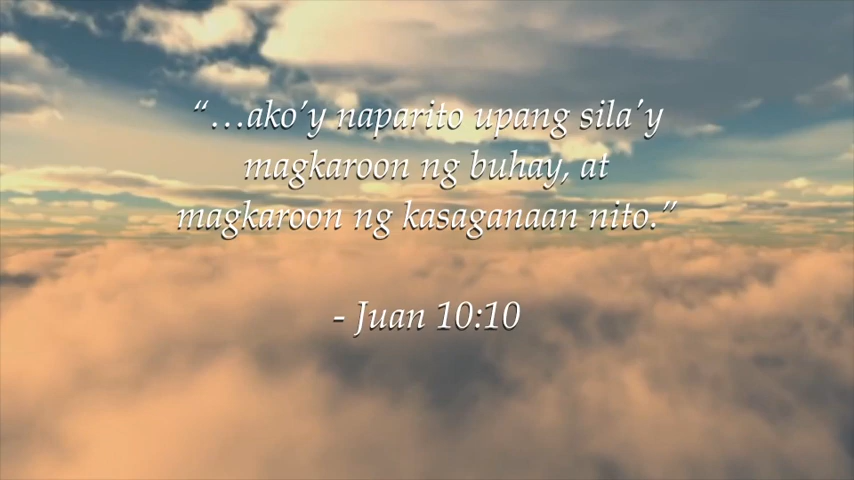 “…ako’y naparito upang sila’y
magkaroon ng buhay, at
magkaroon ng kasaganaan nito.”
- Juan 10:10